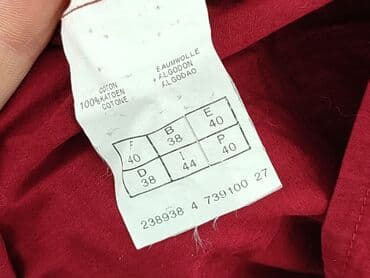 COTON
100%KATOEN
COTONE
BAUMWOLLE
ALGODON
ALGODAO
F 40 B 38 E 40
D 38 I 44 P 40
238938 4 739100 27